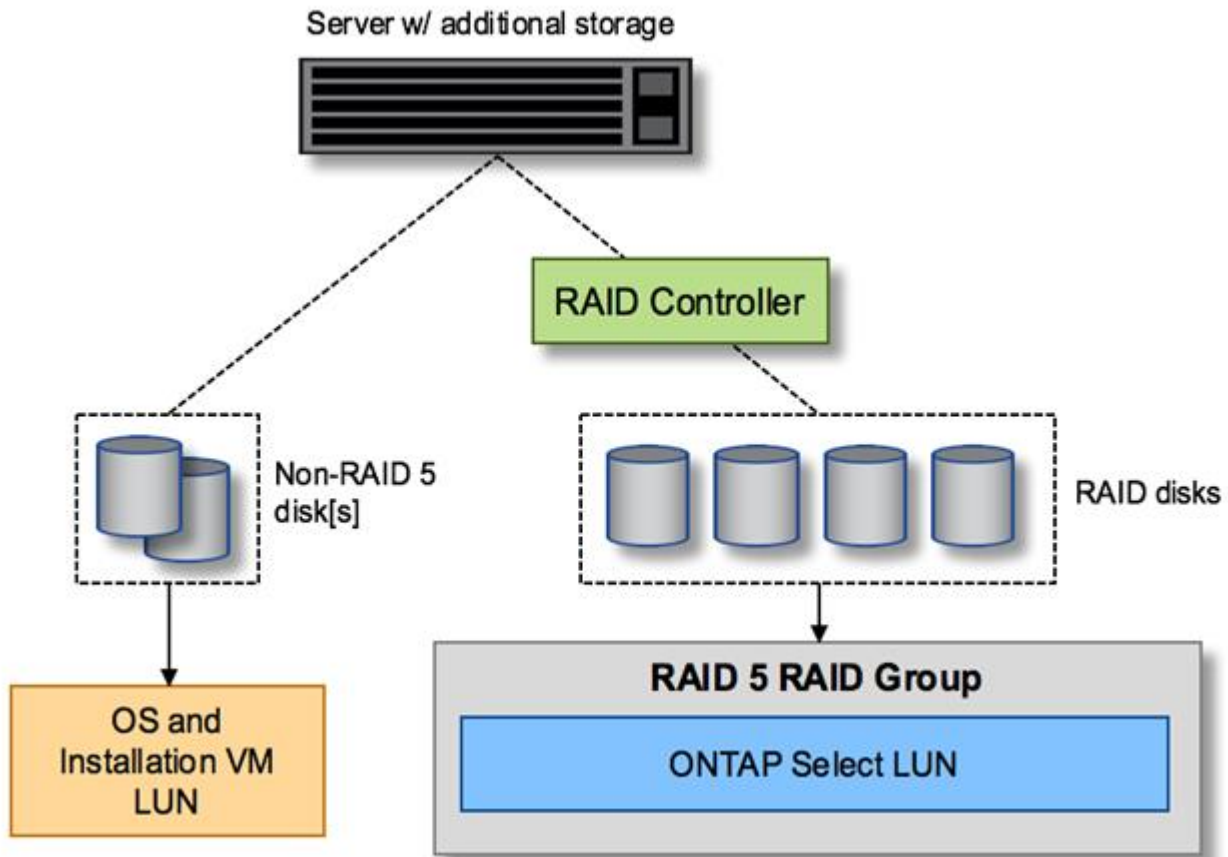 Server w/ additional storage
RAID Controller
Non-RAID 5
disk[s]
RAID disks
OS and
Installation VM
LUN
RAID 5 RAID Group
ONTAP Select LUN